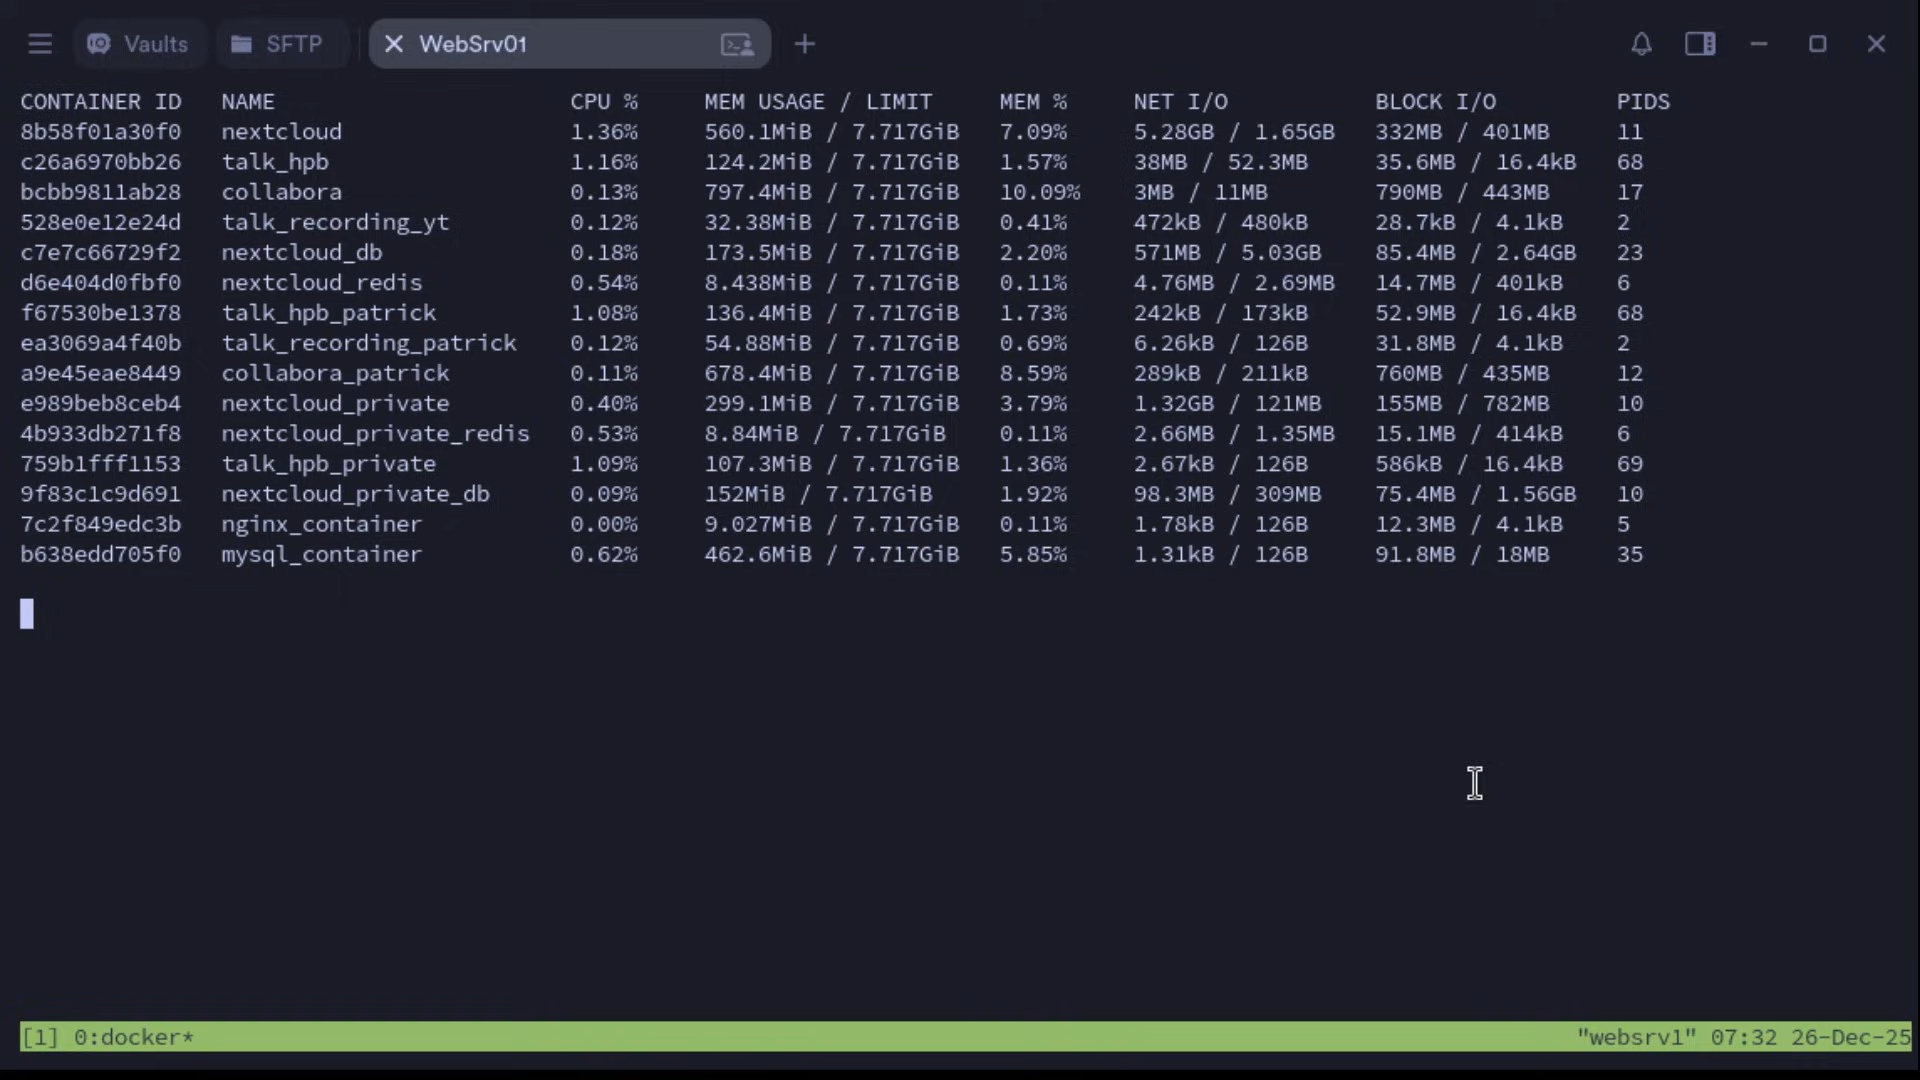 Vaults SFTP WebSrv01
CONTAINER ID NAME CPU % MEM USAGE / LIMIT MEM % NET I/O BLOCK I/O PIDS
8b58f01a30f0 nextcloud 1.36% 560.1MiB / 7.717GiB 7.09% 5.28GB / 1.65GB 332MB / 401MB 11
c26a6970bb26 talk_hpb 1.16% 124.2MiB / 7.717GiB 1.57% 38MB / 52.3MB 35.6MB / 16.4kB 68
bcbb9811ab28 collabora 0.13% 797.4MiB / 7.717GiB 10.09% 3MB / 11MB 790MB / 443MB 17
528e0e12e24d talk_recording_yt 0.12% 32.38MiB / 7.717GiB 0.41% 472kB / 480kB 28.7kB / 4.1kB 2
c7e7c66729f2 nextcloud_db 0.18% 173.5MiB / 7.717GiB 2.20% 571MB / 5.03GB 85.4MB / 2.64GB 23
d6e404d0fbf0 nextcloud_redis 0.54% 8.438MiB / 7.717GiB 0.11% 4.76MB / 2.69MB 14.7MB / 401kB 6
f67530be1378 talk_hpb_patrick 1.08% 136.4MiB / 7.717GiB 1.73% 242kB / 173kB 52.9MB / 16.4kB 68
ea3069a4f40b talk_recording_patrick 0.12% 54.88MiB / 7.717GiB 0.69% 6.26kB / 126B 31.8MB / 4.1kB 2
a9e45eae8449 collabora_patrick 0.11% 678.4MiB / 7.717GiB 8.59% 289kB / 211kB 760MB / 435MB 12
e989beb8ceb4 nextcloud_private 0.40% 299.1MiB / 7.717GiB 3.79% 1.32GB / 121MB 155MB / 782MB 10
4b933db271f8 nextcloud_private_redis 0.53% 8.84MiB / 7.717GiB 0.11% 2.66MB / 1.35MB 15.1MB / 414kB 6
759b1fff1153 talk_hpb_private 1.09% 107.3MiB / 7.717GiB 1.36% 2.67kB / 126B 586kB / 16.4kB 69
9f83c1c9d691 nextcloud_private_db 0.09% 152MiB / 7.717GiB 1.92% 98.3MB / 309MB 75.4MB / 1.56GB 10
7c2f849edc3b nginx_container 0.00% 9.027MiB / 7.717GiB 0.11% 1.78kB / 126B 12.3MB / 4.1kB 5
b638edd705f0 mysql_container 0.62% 462.6MiB / 7.717GiB 5.85% 1.31kB / 126B 91.8MB / 18MB 35
[1] 0:docker* "websrv1" 07:32 26-Dec-25